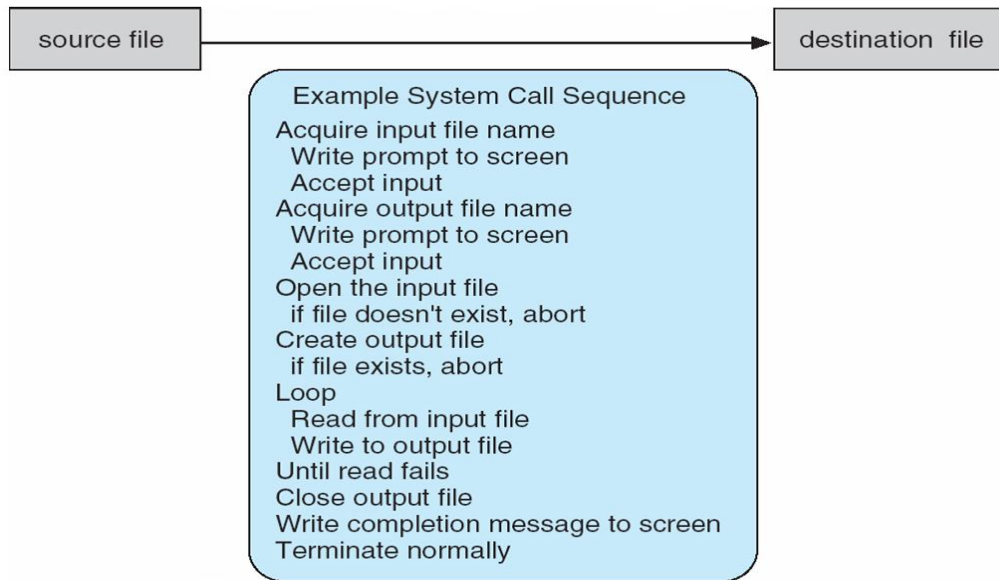 source file
destination file
Example System Call Sequence
Acquire input file name
Write prompt to screen
Accept input
Acquire output file name
Write prompt to screen
Accept input
Open the input file
if file doesn't exist, abort
Create output file
if file exists, abort
Loop
Read from input file
Write to output file
Until read fails
Close output file
Write completion message to screen
Terminate normally